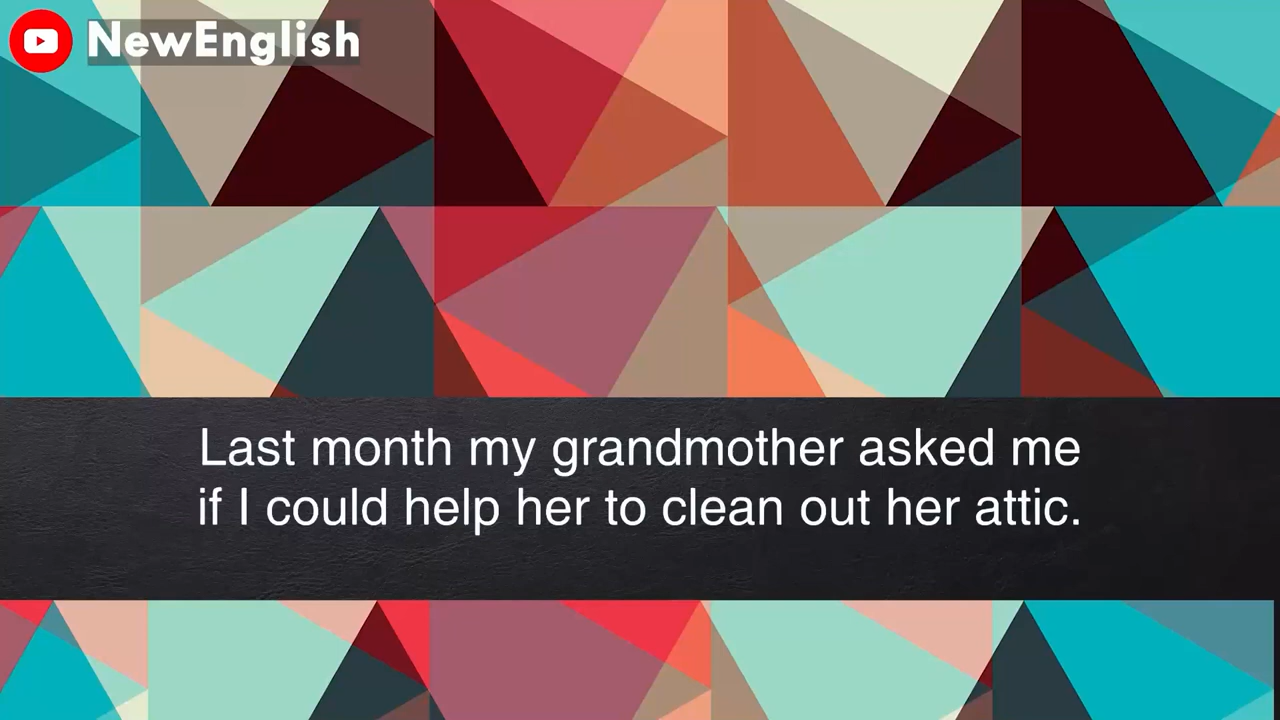 NewEnglish
Last month my grandmother asked me
if I could help her to clean out her attic.